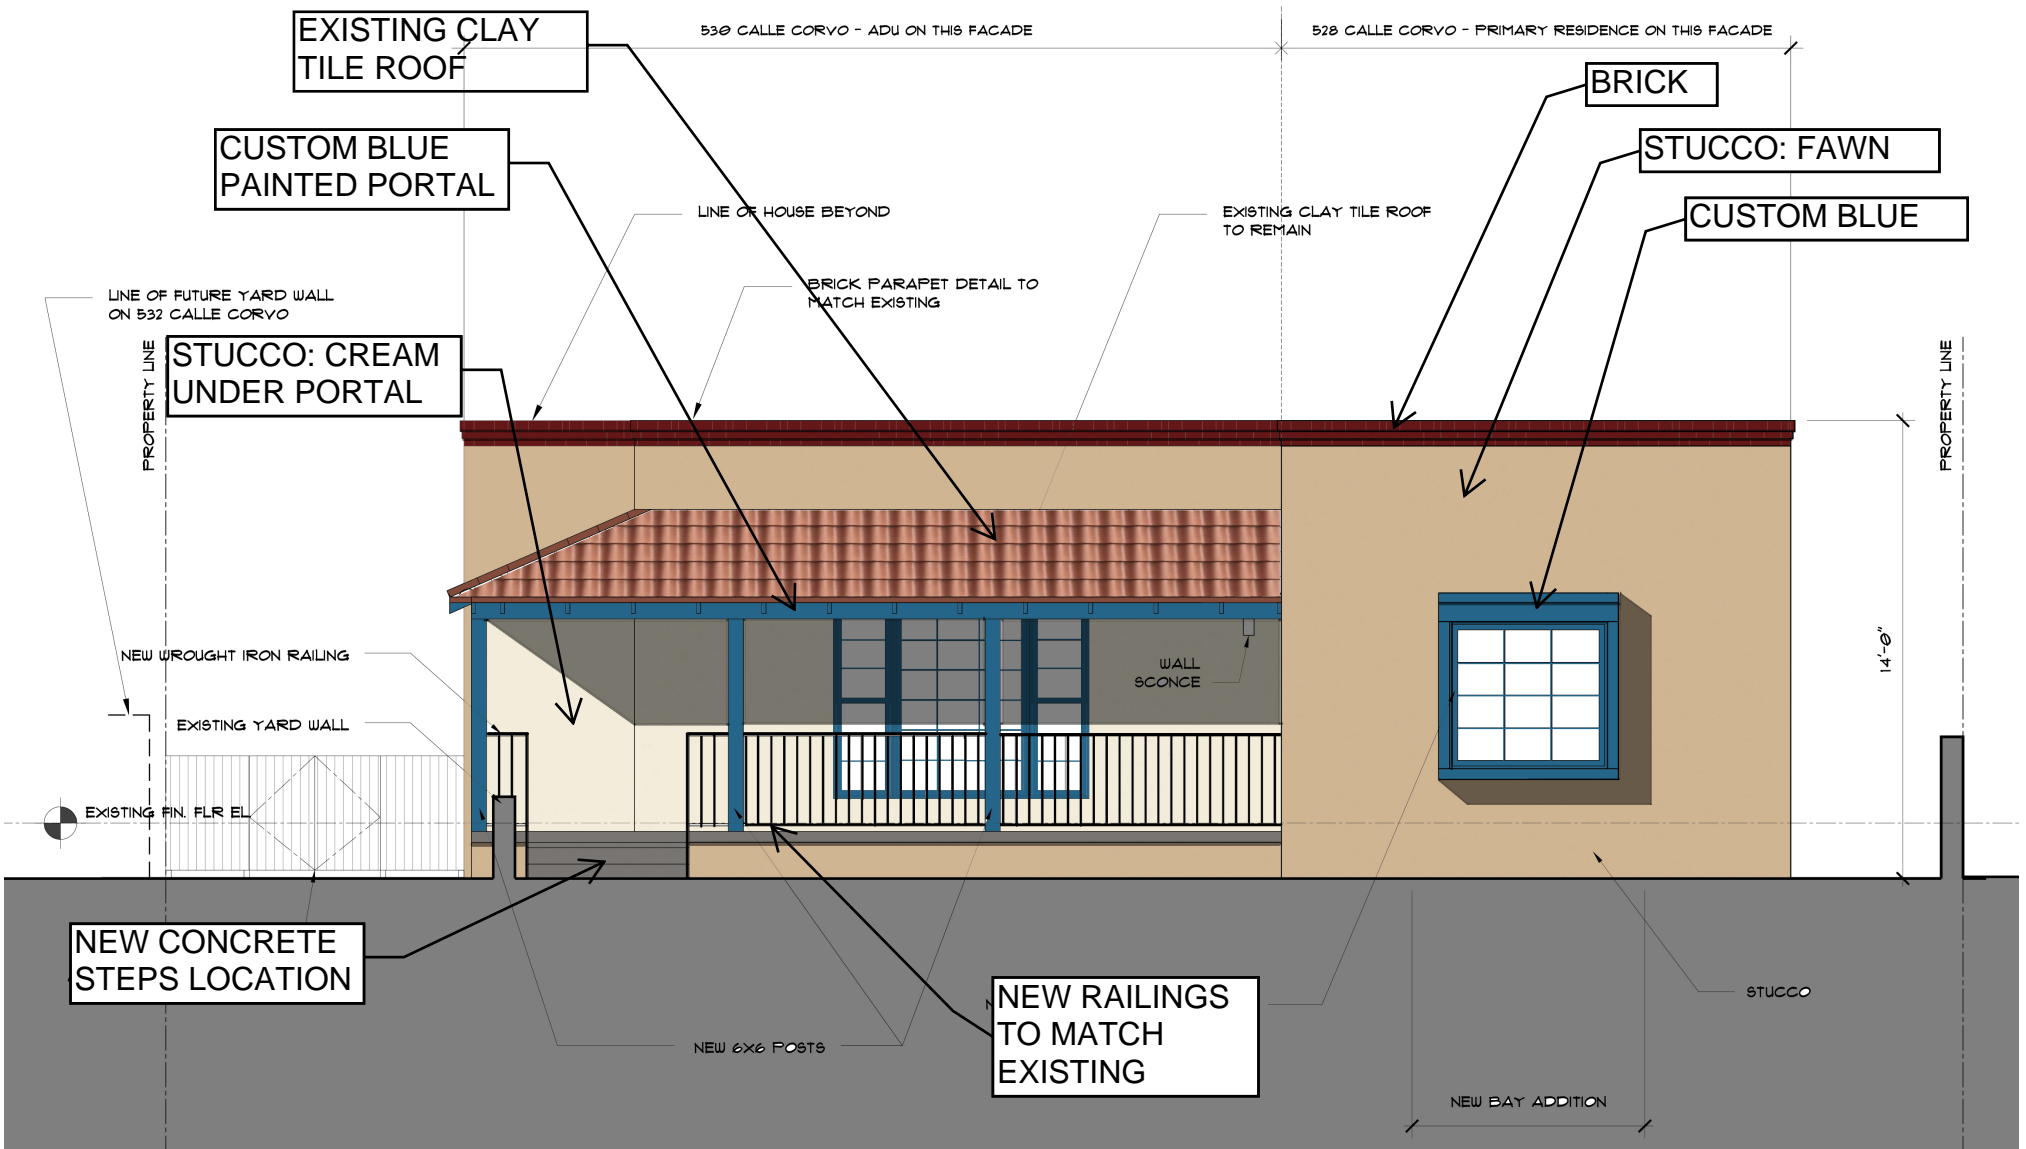 EXISTING CLAY
TILE ROOF
530 CALLE CORVO - ADU ON THIS FACADE
528 CALLE CORVO - PRIMARY RESIDENCE ON THIS FACADE
BRICK
CUSTOM BLUE
PAINTED PORTAL
STUCCO: FAWN
CUSTOM BLUE
LINE OF HOUSE BEYOND
EXISTING CLAY TILE ROOF
TO REMAIN
BRICK PARAPET DETAIL TO
MATCH EXISTING
LINE OF FUTURE YARD WALL
ON 532 CALLE CORVO
PROPERTY LINE
STUCCO: CREAM
UNDER PORTAL
PROPERTY LINE
14'-0"
NEW WROUGHT IRON RAILING
WALL
SCONCE
EXISTING YARD WALL
EXISTING FIN. FLR EL
NEW CONCRETE
STEPS LOCATION
NEW RAILINGS
TO MATCH
EXISTING
STUCCO
NEW 6X6 POSTS
NEW BAY ADDITION